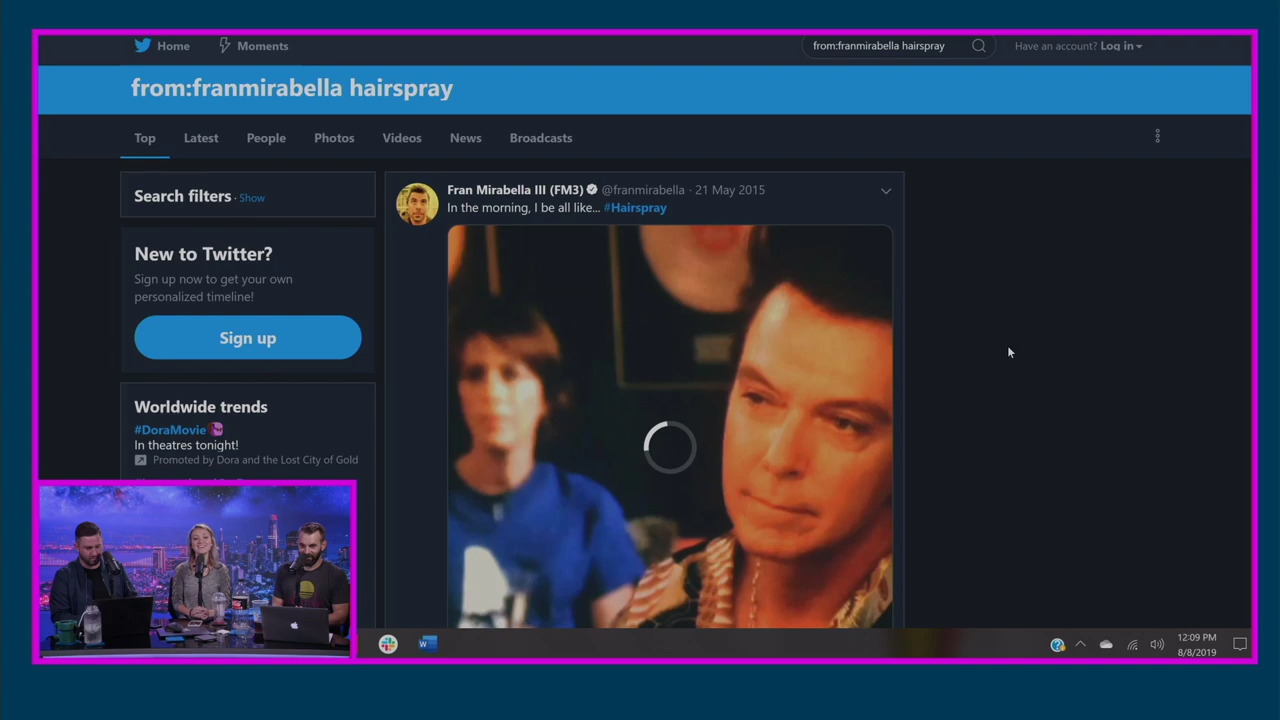 Home
Moments
from:franmirabella hairspray
Have an account? Log in
from:franmirabella hairspray
Top
Latest
People
Photos
Videos
News
Broadcasts
Search filters · Show
New to Twitter?
Sign up now to get your own
personalized timeline!
Sign up
Worldwide trends
#DoraMovie
In theatres tonight!
Promoted by Dora and the Lost City of Gold
Fran Mirabella III (FM3) @franmirabella · 21 May 2015
In the morning, I be all like... #Hairspray
W
12:09 PM
8/8/2019